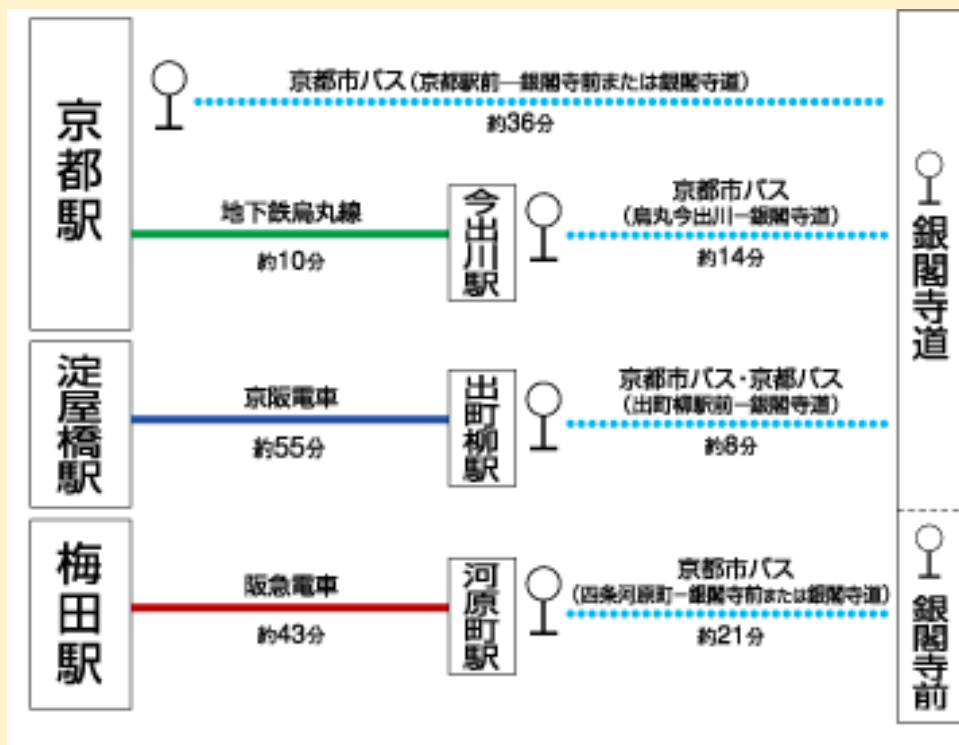 京都駅
京都市バス（京都駅前―銀閣寺前または銀閣寺道）
約36分
地下鉄烏丸線
約10分
今出川駅
京都市バス
（烏丸今出川－銀閣寺道）
約14分
淀屋橋駅
京阪電車
約55分
出町柳駅
京都市バス・京都バス
（出町柳駅前－銀閣寺道）
約8分
梅田駅
阪急電車
約43分
河原町駅
京都市バス
（四条河原町－銀閣寺前または銀閣寺道）
約21分
銀閣寺道
銀閣寺前